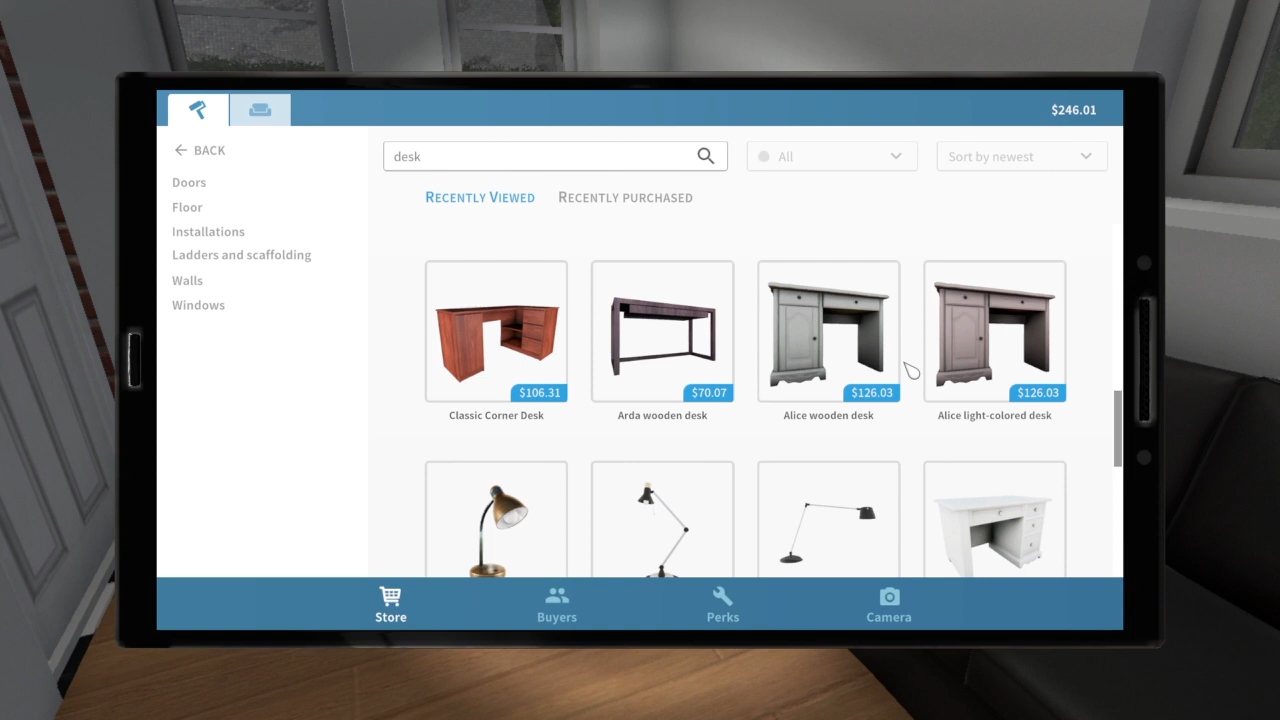 $246.01
BACK
Doors
Floor
Installations
Ladders and scaffolding
Walls
Windows
desk
All
Sort by newest
RECENTLY VIEWED
RECENTLY PURCHASED
$106.31
Classic Corner Desk
$70.07
Arda wooden desk
$126.03
Alice wooden desk
$126.03
Alice light-colored desk
Store
Buyers
Perks
Camera